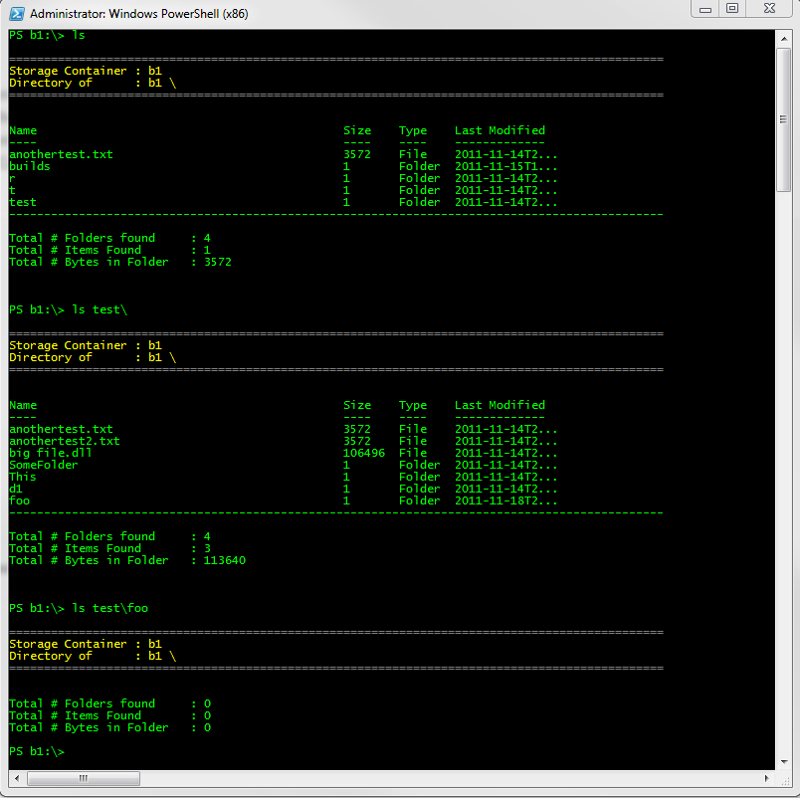 Administrator: Windows PowerShell (x86)
PS b1:\> ls
==============================================================================================
Storage Container : b1
Directory of      : b1 \
==============================================================================================
Name                                                Size    Type    Last Modified
----                                                ----    ----    -------------
anothertest.txt                                     3572    File    2011-11-14T2...
builds                                              1       Folder  2011-11-15T1...
r                                                   1       Folder  2011-11-14T2...
t                                                   1       Folder  2011-11-14T2...
test                                                1       Folder  2011-11-14T2...
----------------------------------------------------------------------------------------------
Total # Folders found     : 4
Total # Items Found       : 1
Total # Bytes in Folder   : 3572
PS b1:\> ls test\
==============================================================================================
Storage Container : b1
Directory of      : b1 \
==============================================================================================
Name                                                Size    Type    Last Modified
----                                                ----    ----    -------------
anothertest.txt                                     3572    File    2011-11-14T2...
anothertest2.txt                                    3572    File    2011-11-14T2...
big file.dll                                        106496  File    2011-11-14T2...
SomeFolder                                          1       Folder  2011-11-14T2...
This                                                1       Folder  2011-11-14T2...
d1                                                  1       Folder  2011-11-14T2...
foo                                                 1       Folder  2011-11-18T2...
----------------------------------------------------------------------------------------------
Total # Folders found     : 4
Total # Items Found       : 3
Total # Bytes in Folder   : 113640
PS b1:\> ls test\foo
==============================================================================================
Storage Container : b1
Directory of      : b1 \
==============================================================================================
Total # Folders found     : 0
Total # Items Found       : 0
Total # Bytes in Folder   : 0
PS b1:\>